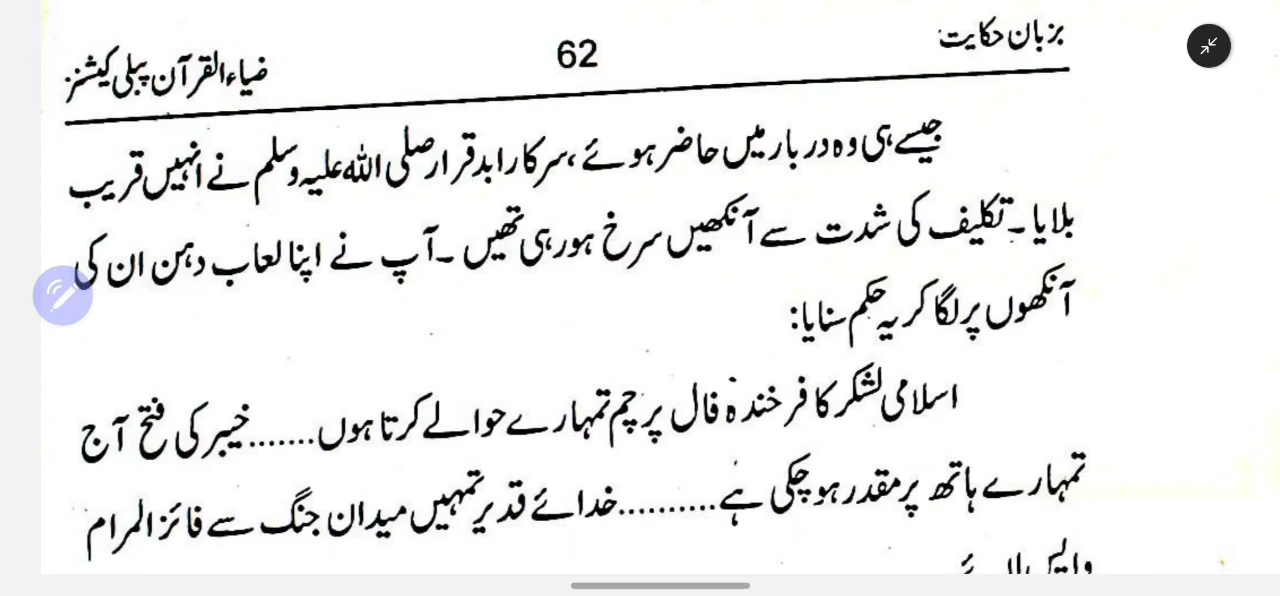 بزبان حکایت
62
ضیاء القرآن پبلی کیشنز
جیسے ہی وہ دربار میں حاضر ہوئے ،سرکار ابد قرار صلی اللہ علیہ وسلم نے انہیں قریب
بلایا۔ تکلیف کی شدت سے آنکھیں سرخ ہو رہی تھیں ۔ آپ نے اپنا لعاب دہن ان کی
آنکھوں پر لگا کر یہ حکم سنایا:
اسلامی لشکر کا فرخندہ فال پرچم تمہارے حوالے کرتا ہوں.......خیبر کی فتح آج
تمہارے ہاتھ پر مقدر ہو چکی ہے..........خدائے قدیر تمہیں میدان جنگ سے فائز المرام
واپس لائے